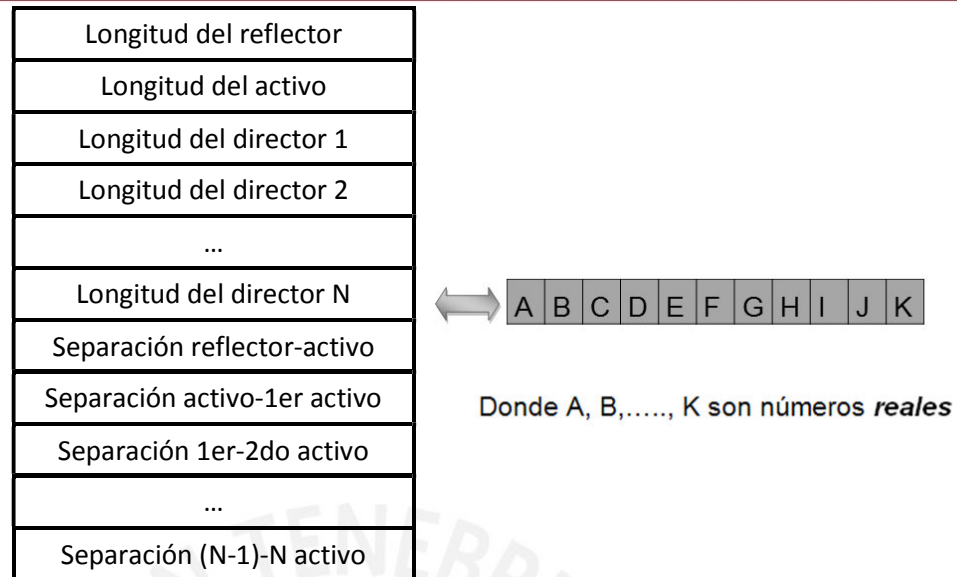 Longitud del reflector
Longitud del activo
Longitud del director 1
Longitud del director 2
...
Longitud del director N
Separación reflector-activo
Separación activo-1er activo
Separación 1er-2do activo
...
Separación (N-1)-N activo
A B C D E F G H I J K
Donde A, B,....., K son números reales
TENEBR